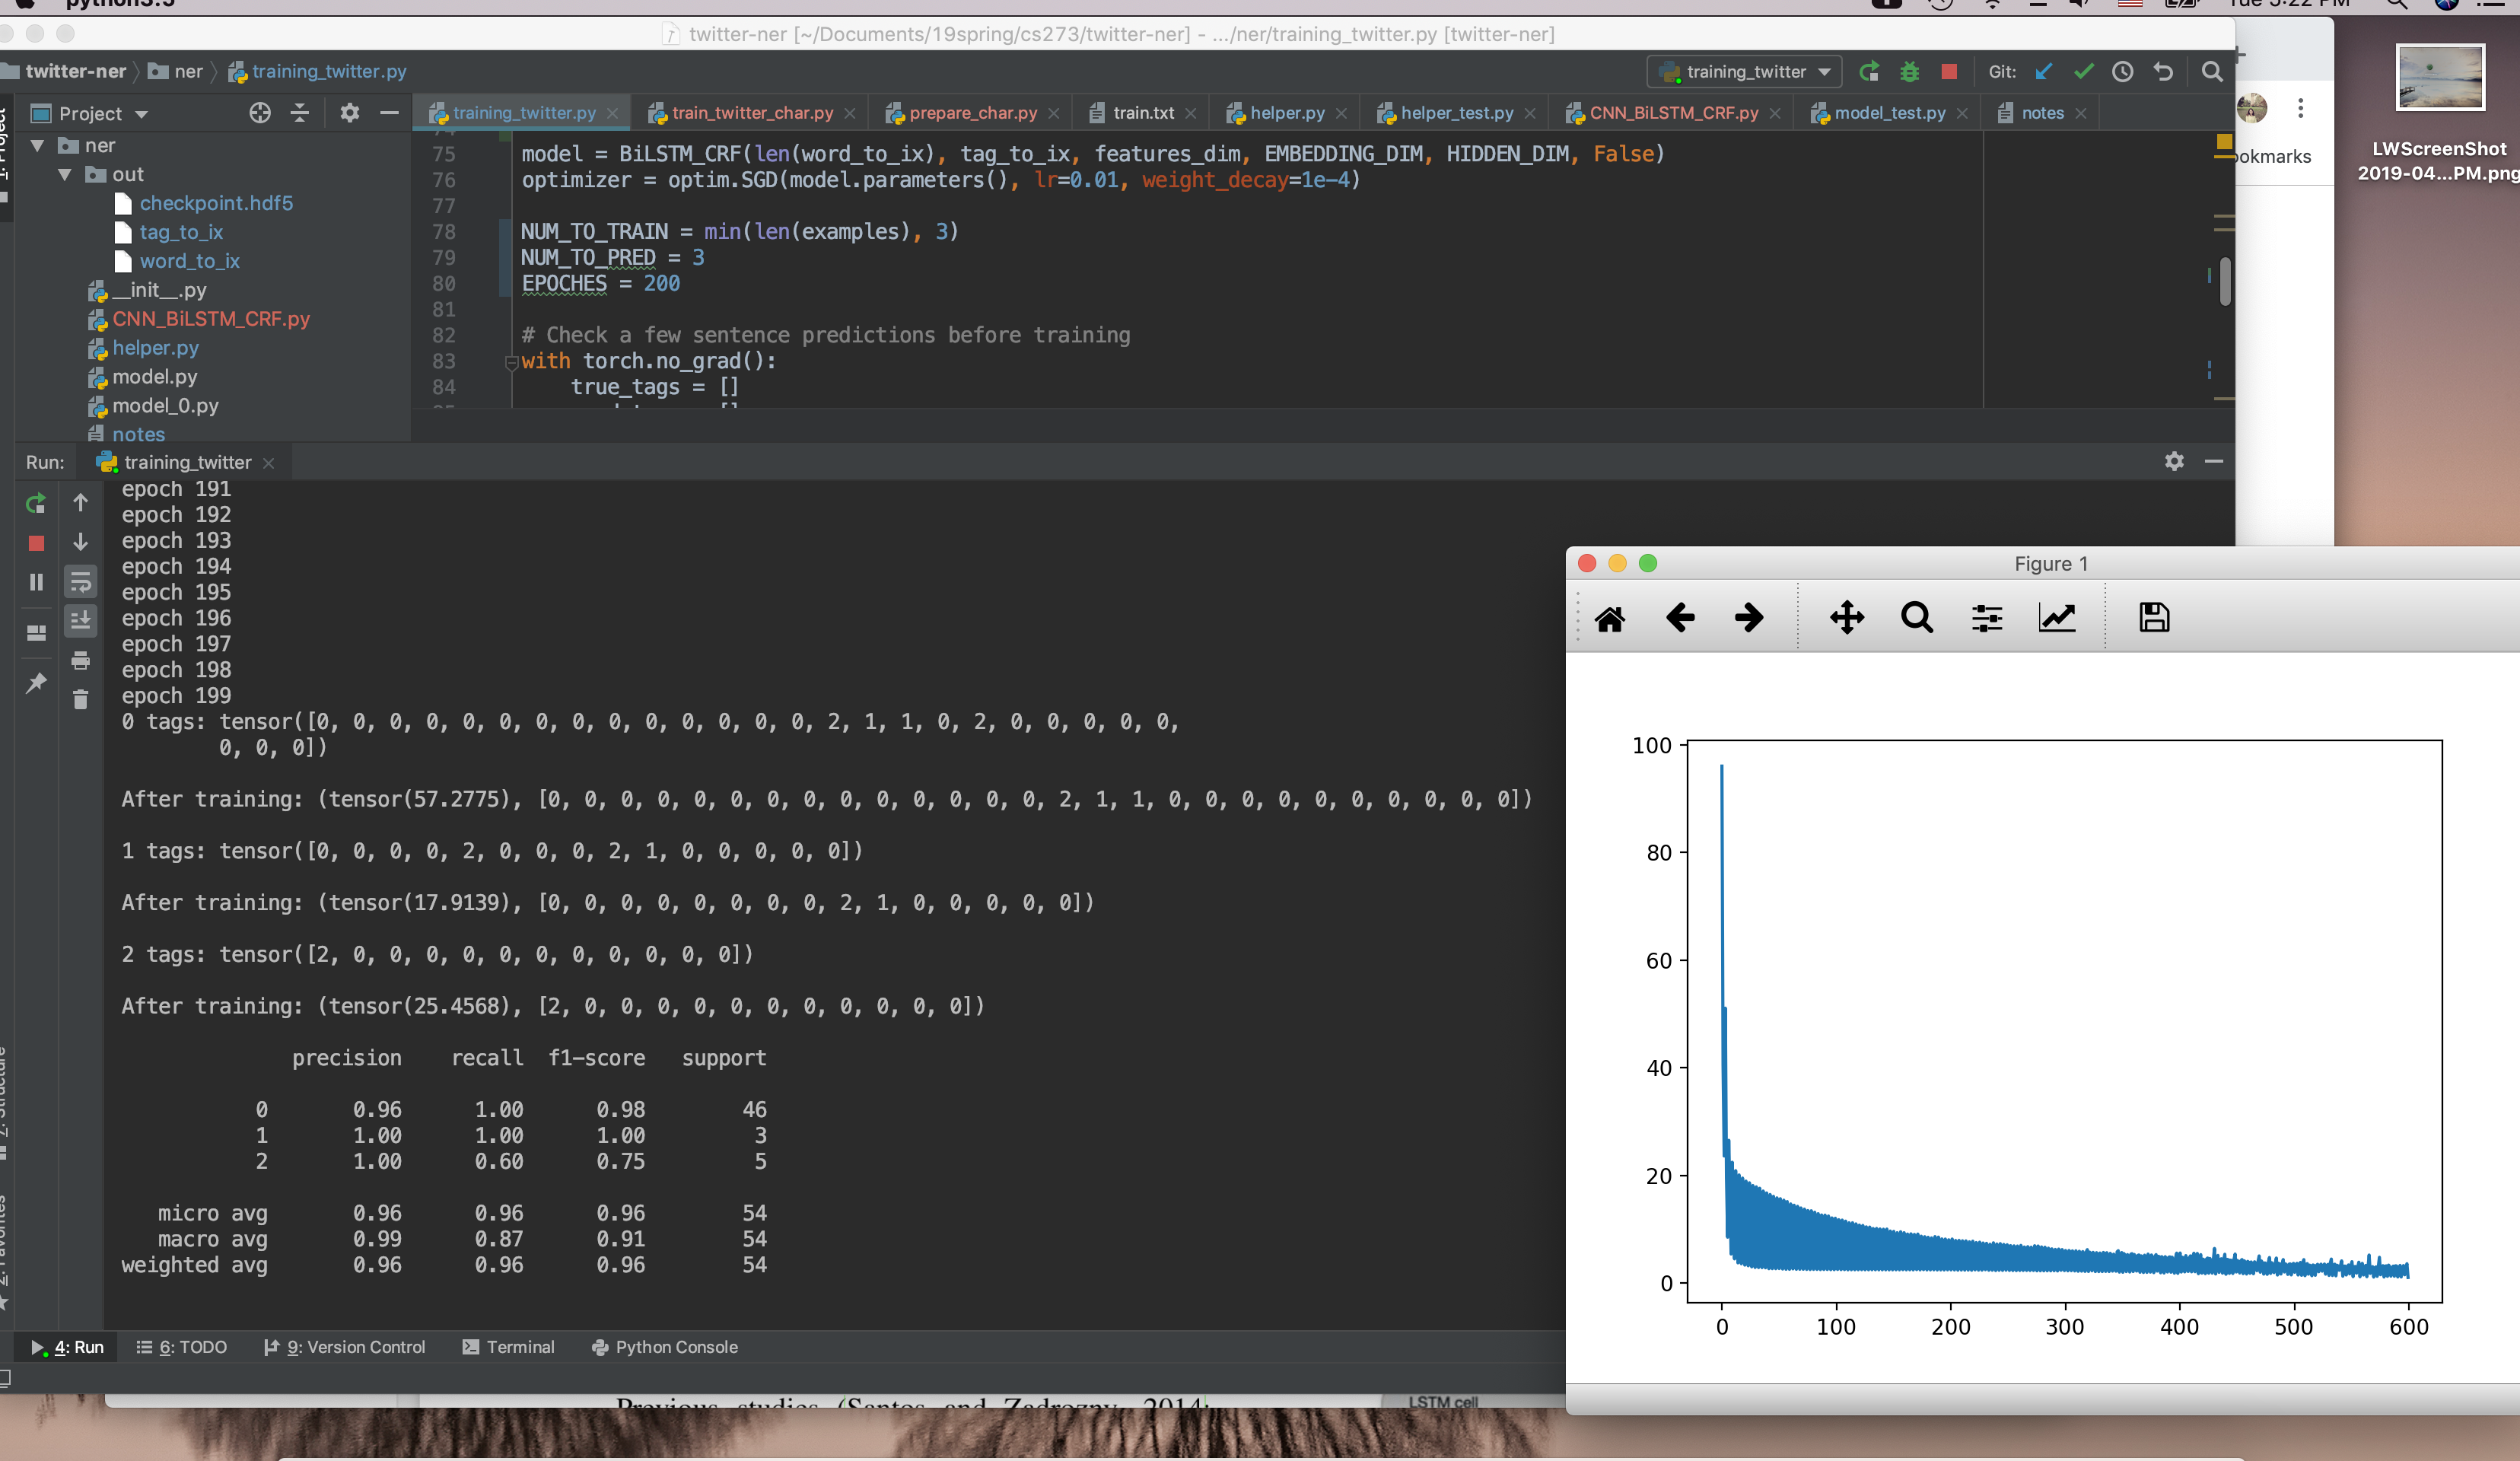 python3.5
Tue 5:22 PM
twitter-ner [~/Documents/19spring/cs273/twitter-ner] - .../ner/training_twitter.py [twitter-ner]
twitter-ner ner training_twitter.py
training_twitter
Git:
Project
training_twitter.py train_twitter_char.py prepare_char.py train.txt helper.py helper_test.py CNN_BiLSTM_CRF.py model_test.py notes
1: Project
ner
out
checkpoint.hdf5
tag_to_ix
word_to_ix
__init__.py
CNN_BiLSTM_CRF.py
helper.py
model.py
model_0.py
notes
74
75 model = BiLSTM_CRF(len(word_to_ix), tag_to_ix, features_dim, EMBEDDING_DIM, HIDDEN_DIM, False)
76 optimizer = optim.SGD(model.parameters(), lr=0.01, weight_decay=1e-4)
77
78 NUM_TO_TRAIN = min(len(examples), 3)
79 NUM_TO_PRED = 3
80 EPOCHES = 200
81
82 # Check a few sentence predictions before training
83 with torch.no_grad():
84 true_tags = []
ookmarks
LWScreenShot
2019-04...PM.png
Run: training_twitter
epoch 191
epoch 192
epoch 193
epoch 194
epoch 195
epoch 196
epoch 197
epoch 198
epoch 199
0 tags: tensor([0, 0, 0, 0, 0, 0, 0, 0, 0, 0, 0, 0, 0, 0, 2, 1, 1, 0, 2, 0, 0, 0, 0, 0,
0, 0, 0])
After training: (tensor(57.2775), [0, 0, 0, 0, 0, 0, 0, 0, 0, 0, 0, 0, 0, 0, 2, 1, 1, 0, 0, 0, 0, 0, 0, 0, 0, 0, 0])
1 tags: tensor([0, 0, 0, 0, 2, 0, 0, 0, 2, 1, 0, 0, 0, 0, 0])
After training: (tensor(17.9139), [0, 0, 0, 0, 0, 0, 0, 0, 2, 1, 0, 0, 0, 0, 0])
2 tags: tensor([2, 0, 0, 0, 0, 0, 0, 0, 0, 0, 0, 0])
After training: (tensor(25.4568), [2, 0, 0, 0, 0, 0, 0, 0, 0, 0, 0, 0])
precision recall f1-score support
0 0.96 1.00 0.98 46
1 1.00 1.00 1.00 3
2 1.00 0.60 0.75 5
micro avg 0.96 0.96 0.96 54
macro avg 0.99 0.87 0.91 54
weighted avg 0.96 0.96 0.96 54
Z: Structure
2: Favorites
4: Run 6: TODO 9: Version Control Terminal Python Console
Figure 1
100
80
60
40
20
0
0 100 200 300 400 500 600
Previous studies (Santos and Zadrozny, 2014;
LSTM cell